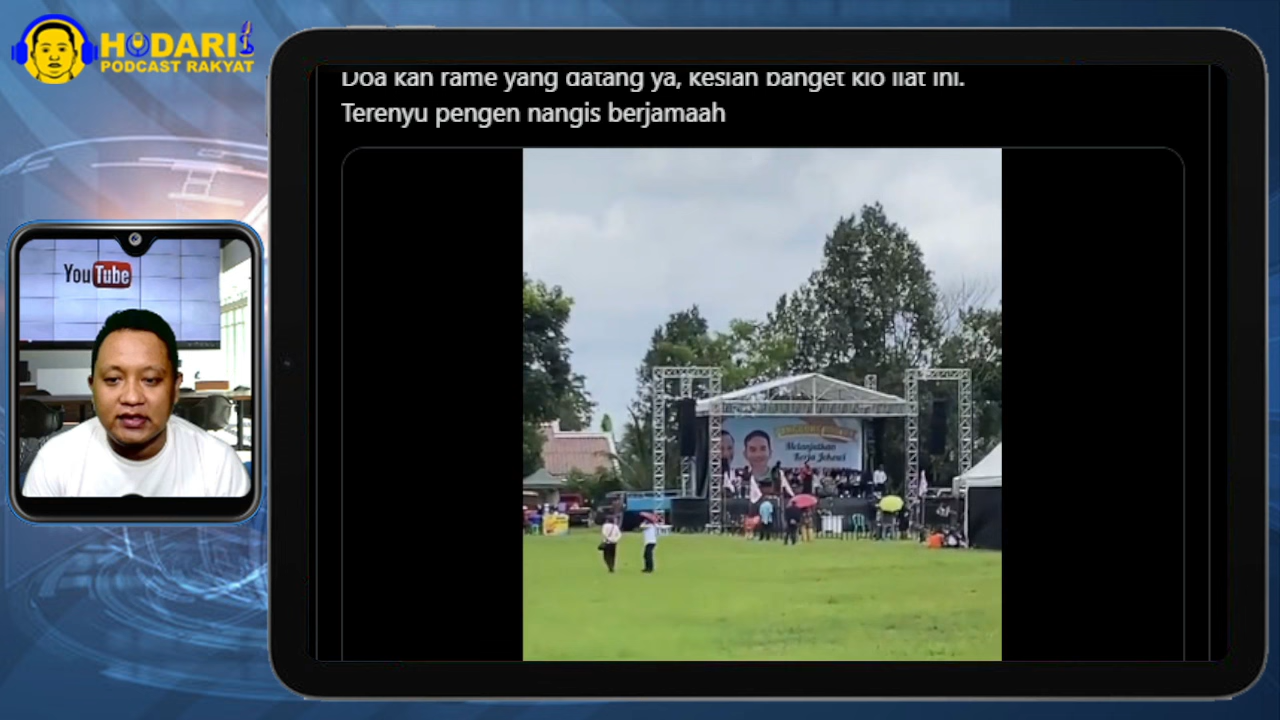 HUDARI
PODCAST RAKYAT
Doa kan rame yang datang ya, kesian banget klo liat ini.
Terenyu pengen nangis berjamaah
YouTube
Melanjutkan
Kerja Jokowi